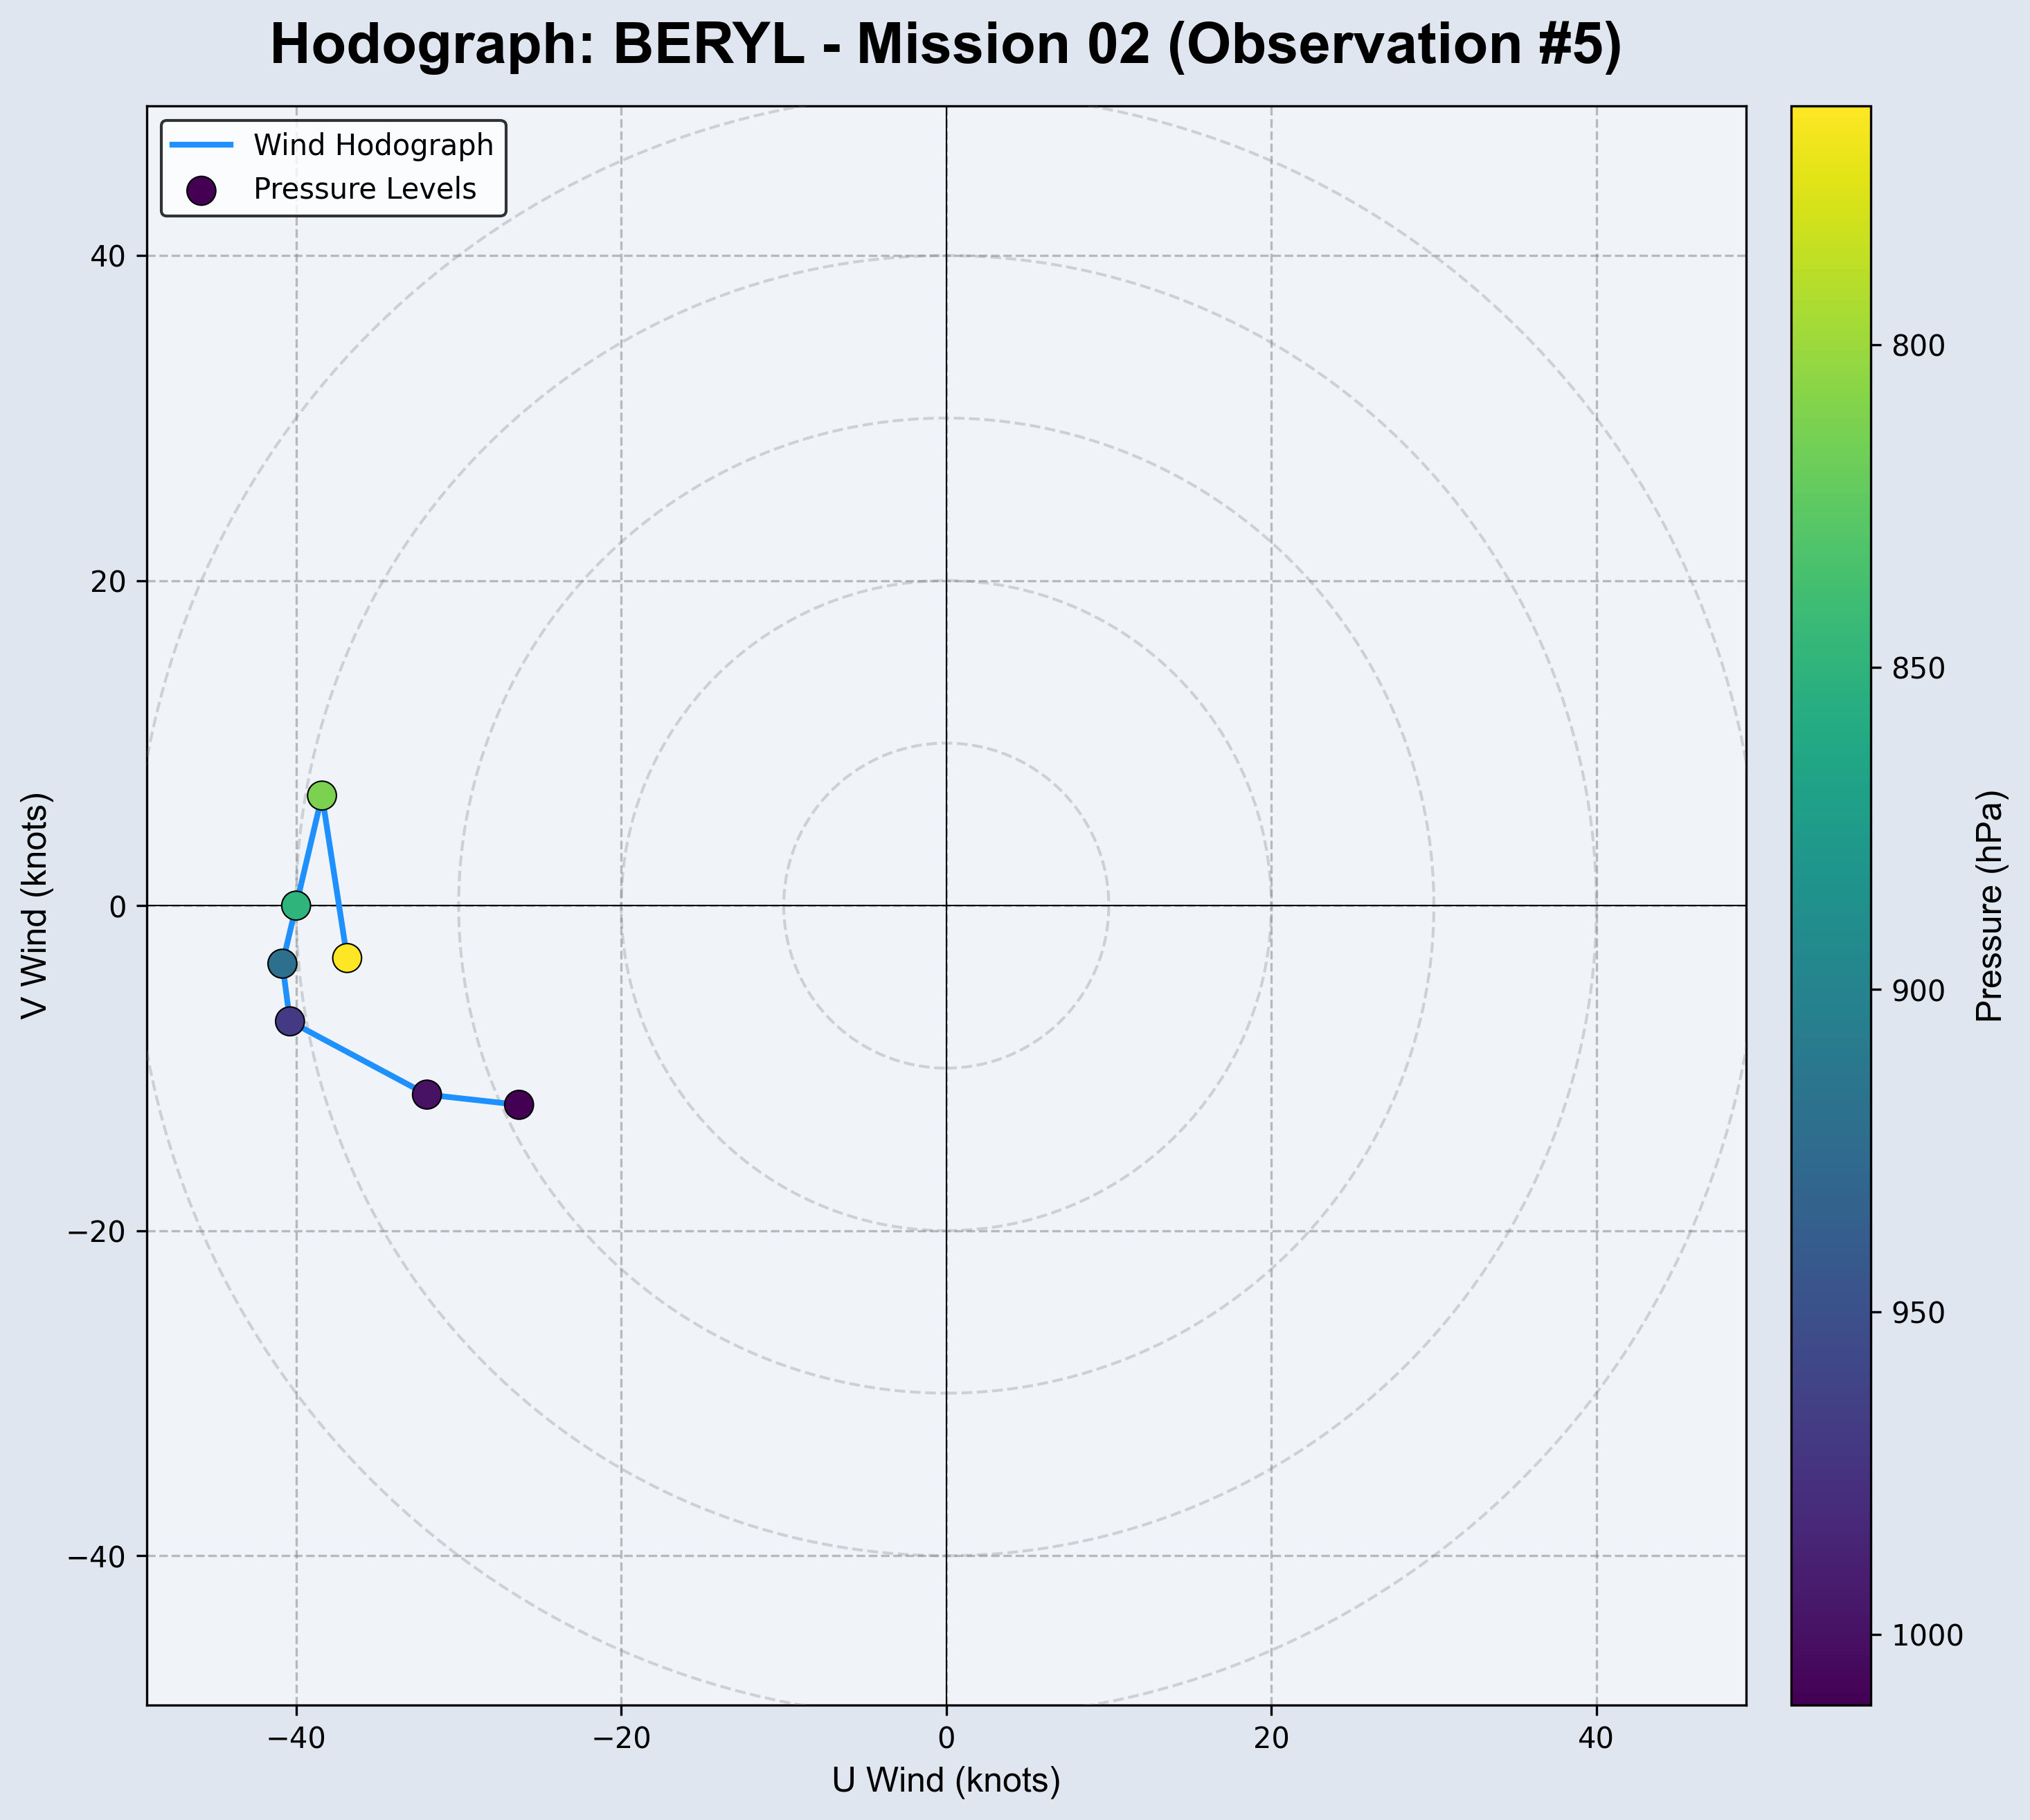 Hodograph: BERYL - Mission 02 (Observation #5)
Wind Hodograph
Pressure Levels
V Wind (knots)
40
20
0
−20
−40
−40
−20
0
20
40
U Wind (knots)
800
850
900
950
1000
Pressure (hPa)